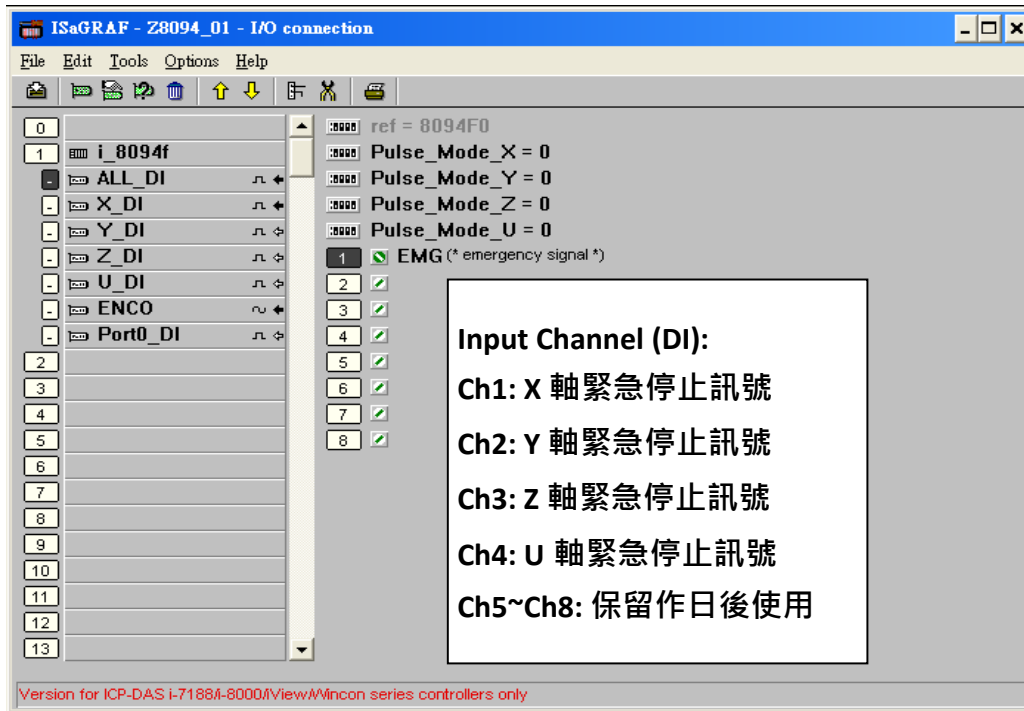 ISaGRAF - Z8094_01 - I/O connection
File Edit Tools Options Help
0
1 i_8094f
- ALL_DI
- X_DI
- Y_DI
- Z_DI
- U_DI
- ENCO
- Port0_DI
2
3
4
5
6
7
8
9
10
11
12
13
ref = 8094F0
Pulse_Mode_X = 0
Pulse_Mode_Y = 0
Pulse_Mode_Z = 0
Pulse_Mode_U = 0
1 EMG (* emergency signal *)
2
3
4
5
6
7
8
Input Channel (DI):
Ch1: X 軸緊急停止訊號
Ch2: Y 軸緊急停止訊號
Ch3: Z 軸緊急停止訊號
Ch4: U 軸緊急停止訊號
Ch5~Ch8: 保留作日後使用
Version for ICP-DAS i-7188/i-8000/iView/Wincon series controllers only